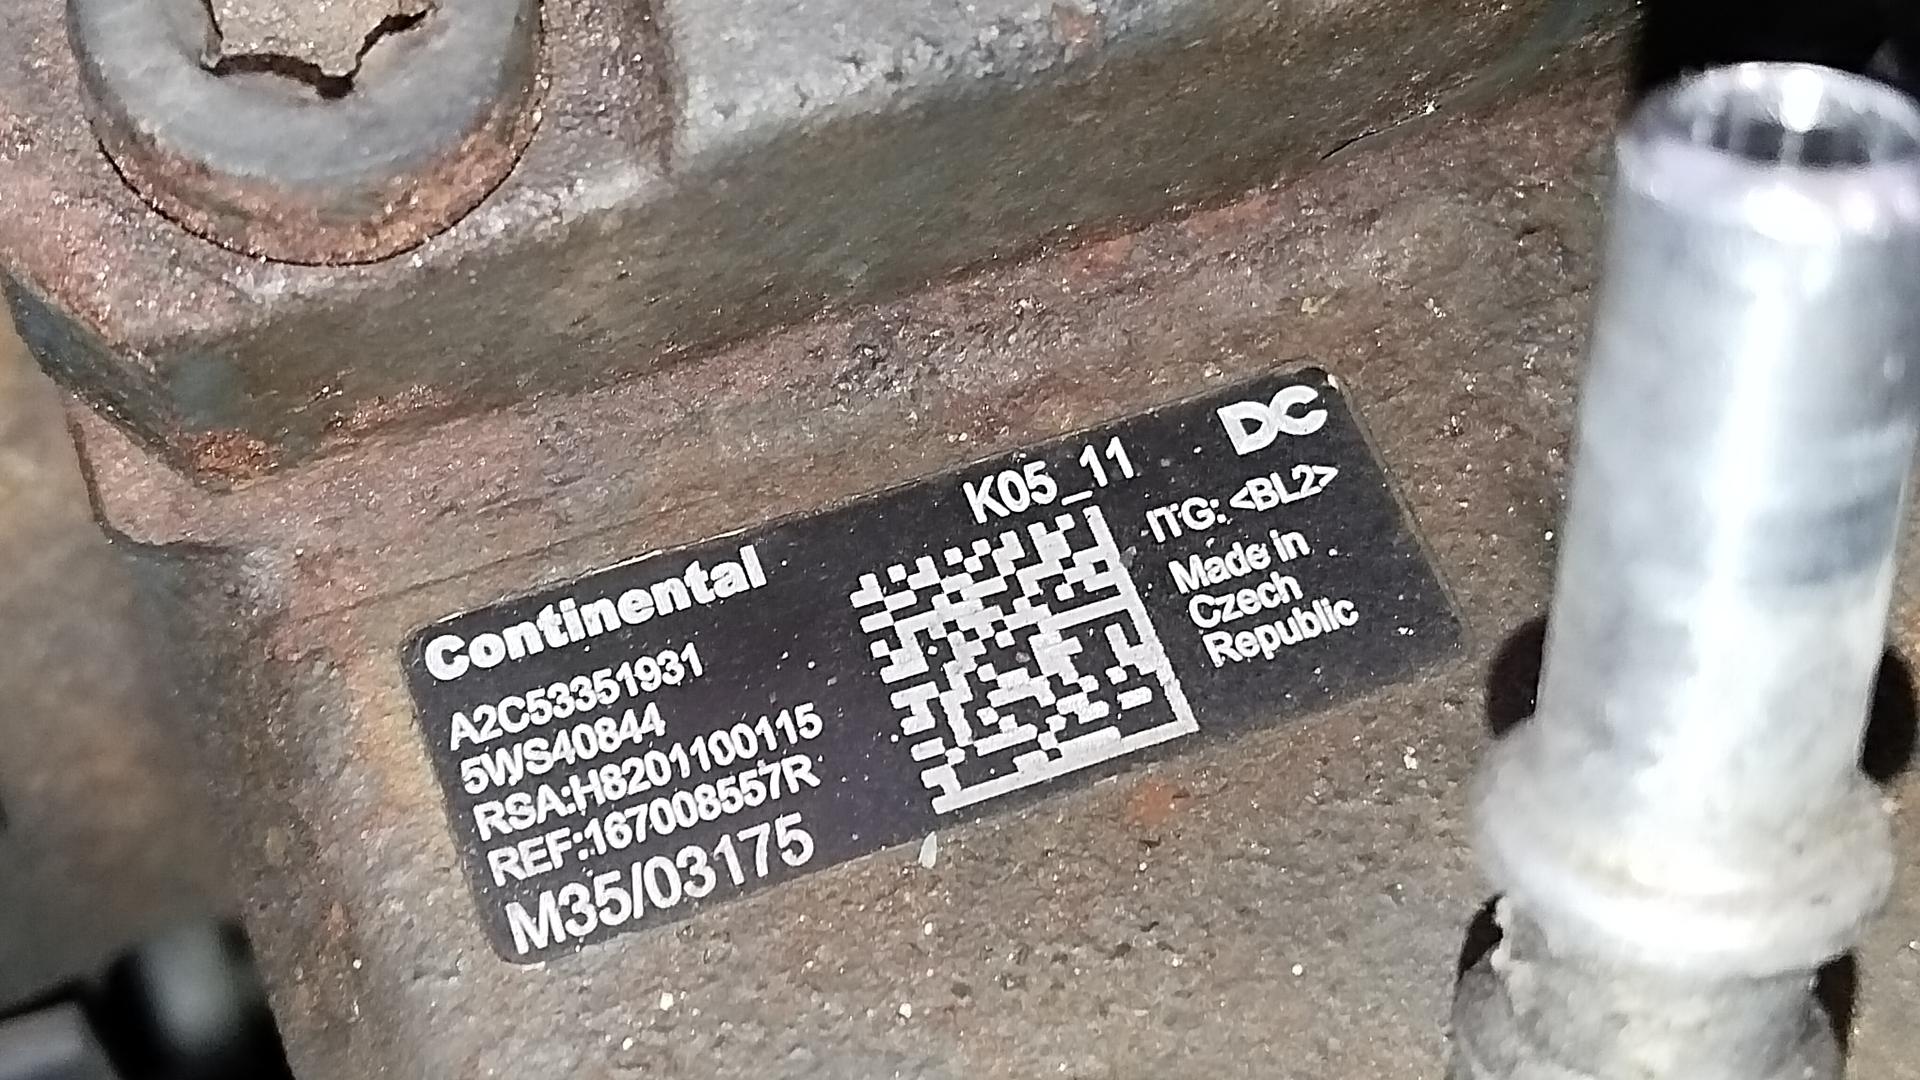 Continental
A2C53351931
5WS40844
RSA:H8201100115
REF:167008557R
M35/03175
K05_11
DC
ITG: <BL2>
Made in
Czech
Republic